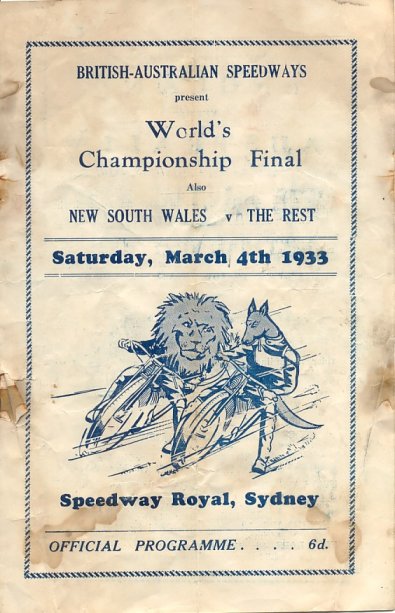 BRITISH-AUSTRALIAN SPEEDWAYS
present
World's
Championship Final
Also
NEW SOUTH WALES v THE REST
Saturday, March 4th 1933
Speedway Royal, Sydney
OFFICIAL PROGRAMME . . . . 6d.